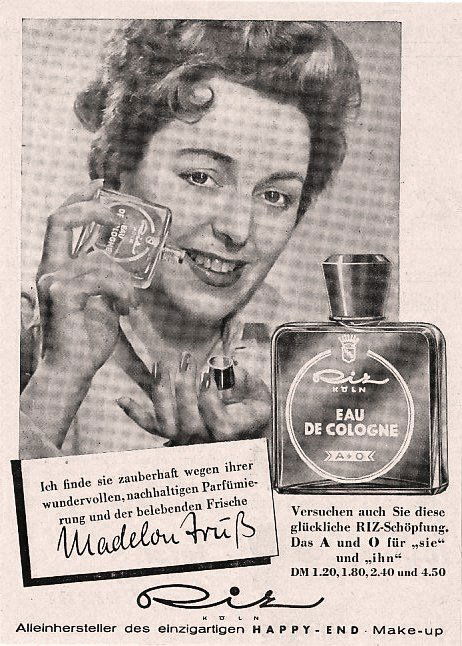 Riz
KÖLN
EAU
DE COLOGNE
A+O
Ich finde sie zauberhaft wegen ihrer
wundervollen, nachhaltigen Parfümie-
rung und der belebenden Frische
Madelon Truß
Versuchen auch Sie diese
glückliche RIZ-Schöpfung.
Das A und O für „sie“
und „ihn“
DM 1.20, 1.80, 2.40 und 4.50
Riz
KÖLN
Alleinhersteller des einzigartigen HAPPY-END-Make-up